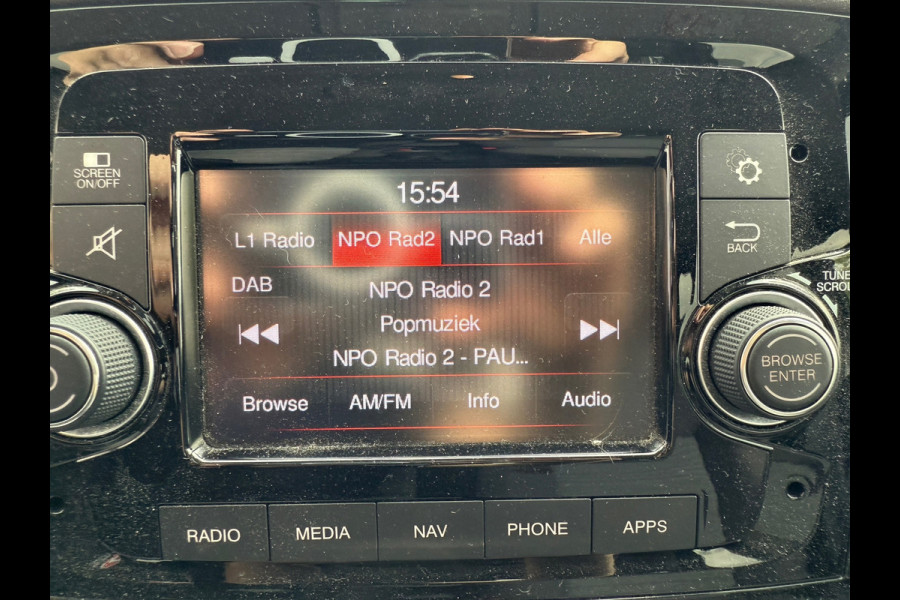 SCREEN
ON/OFF
15:54
L1 Radio NPO Rad2 NPO Rad1 Alle
BACK
DAB
NPO Radio 2
Popmuziek
NPO Radio 2 - PAU...
TUNE
BROWSE
ENTER
Browse AM/FM Info Audio
RADIO MEDIA NAV PHONE APPS